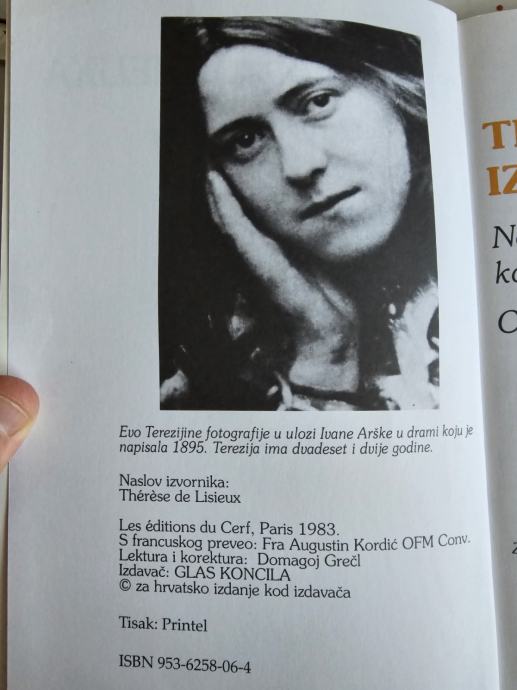 Evo Terezijine fotografije u ulozi Ivane Arške u drami koju je
napisala 1895. Terezija ima dvadeset i dvije godine.
Naslov izvornika:
Thérèse de Lisieux
Les éditions du Cerf, Paris 1983.
S francuskog preveo: Fra Augustin Kordić OFM Conv.
Lektura i korektura: Domagoj Grečl
Izdavač: GLAS KONCILA
© za hrvatsko izdanje kod izdavača
Tisak: Printel
ISBN 953-6258-06-4